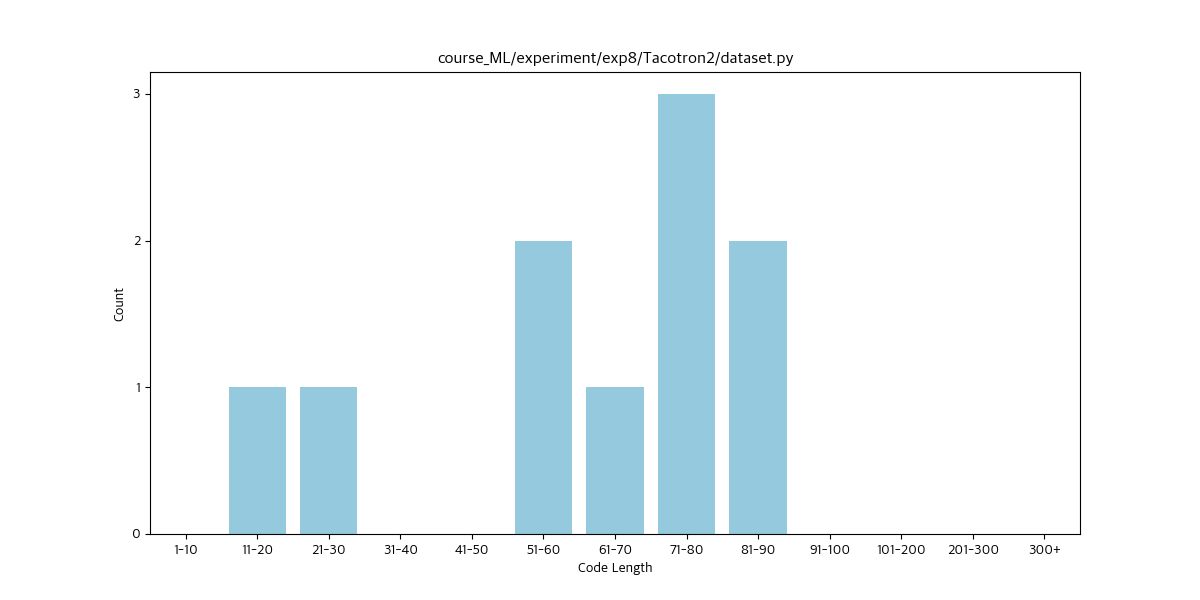 course_ML/experiment/exp8/Tacotron2/dataset.py
3
2
1
0
Count
1-10 11-20 21-30 31-40 41-50 51-60 61-70 71-80 81-90 91-100 101-200 201-300 300+
Code Length